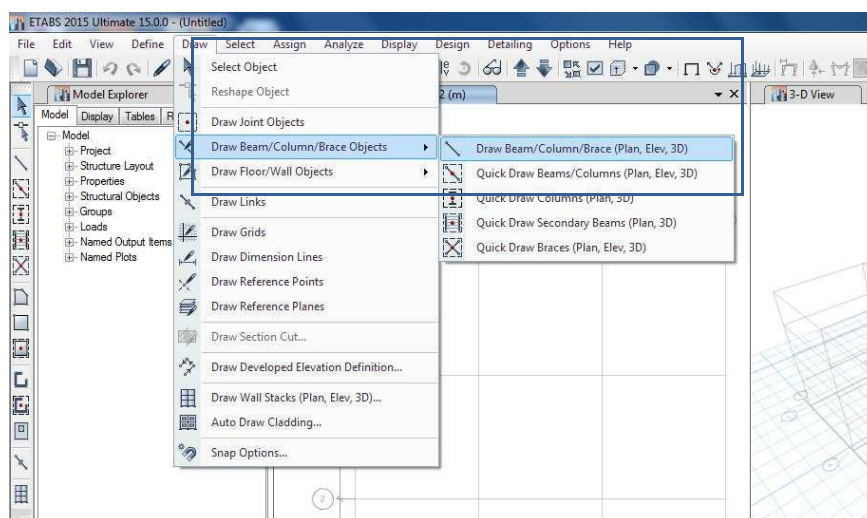 ETABS 2015 Ultimate 15.0.0 - (Untitled)
File Edit View Define Draw Select Assign Analyze Display Design Detailing Options Help
Model Explorer
2 (m)
3-D View
Model Display Tables R
Model
Project
Structure Layout
Properties
Structural Objects
Groups
Loads
Named Output Items
Named Plots
Select Object
Reshape Object
Draw Joint Objects
Draw Beam/Column/Brace Objects
Draw Floor/Wall Objects
Draw Links
Draw Grids
Draw Dimension Lines
Draw Reference Points
Draw Reference Planes
Draw Section Cut...
Draw Developed Elevation Definition...
Draw Wall Stacks (Plan, Elev, 3D)...
Auto Draw Cladding...
Snap Options...
Draw Beam/Column/Brace (Plan, Elev, 3D)
Quick Draw Beams/Columns (Plan, Elev, 3D)
Quick Draw Columns (Plan, 3D)
Quick Draw Secondary Beams (Plan, 3D)
Quick Draw Braces (Plan, Elev, 3D)
2